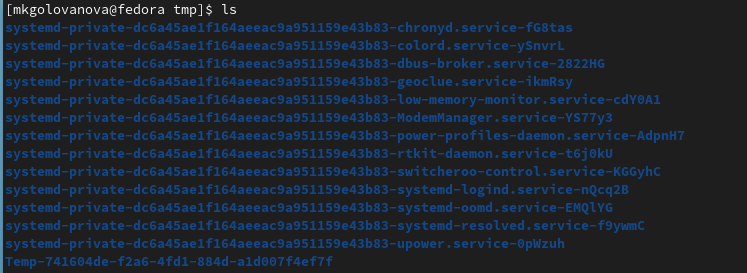 [mkgolovanova@fedora tmp]$ ls
systemd-private-dc6a45ae1f164aeeac9a951159e43b83-chronyd.service-fG8tas
systemd-private-dc6a45ae1f164aeeac9a951159e43b83-colord.service-ySnvrL
systemd-private-dc6a45ae1f164aeeac9a951159e43b83-dbus-broker.service-2822HG
systemd-private-dc6a45ae1f164aeeac9a951159e43b83-geoclue.service-ikmRsy
systemd-private-dc6a45ae1f164aeeac9a951159e43b83-low-memory-monitor.service-cdY0A1
systemd-private-dc6a45ae1f164aeeac9a951159e43b83-ModemManager.service-YS77y3
systemd-private-dc6a45ae1f164aeeac9a951159e43b83-power-profiles-daemon.service-AdpnH7
systemd-private-dc6a45ae1f164aeeac9a951159e43b83-rtkit-daemon.service-t6j0kU
systemd-private-dc6a45ae1f164aeeac9a951159e43b83-switcheroo-control.service-KGGyhC
systemd-private-dc6a45ae1f164aeeac9a951159e43b83-systemd-logind.service-nQcq2B
systemd-private-dc6a45ae1f164aeeac9a951159e43b83-systemd-oomd.service-EMQlYG
systemd-private-dc6a45ae1f164aeeac9a951159e43b83-systemd-resolved.service-f9ywmC
systemd-private-dc6a45ae1f164aeeac9a951159e43b83-upower.service-0pWzuh
Temp-741604de-f2a6-4fd1-884d-a1d007f4ef7f